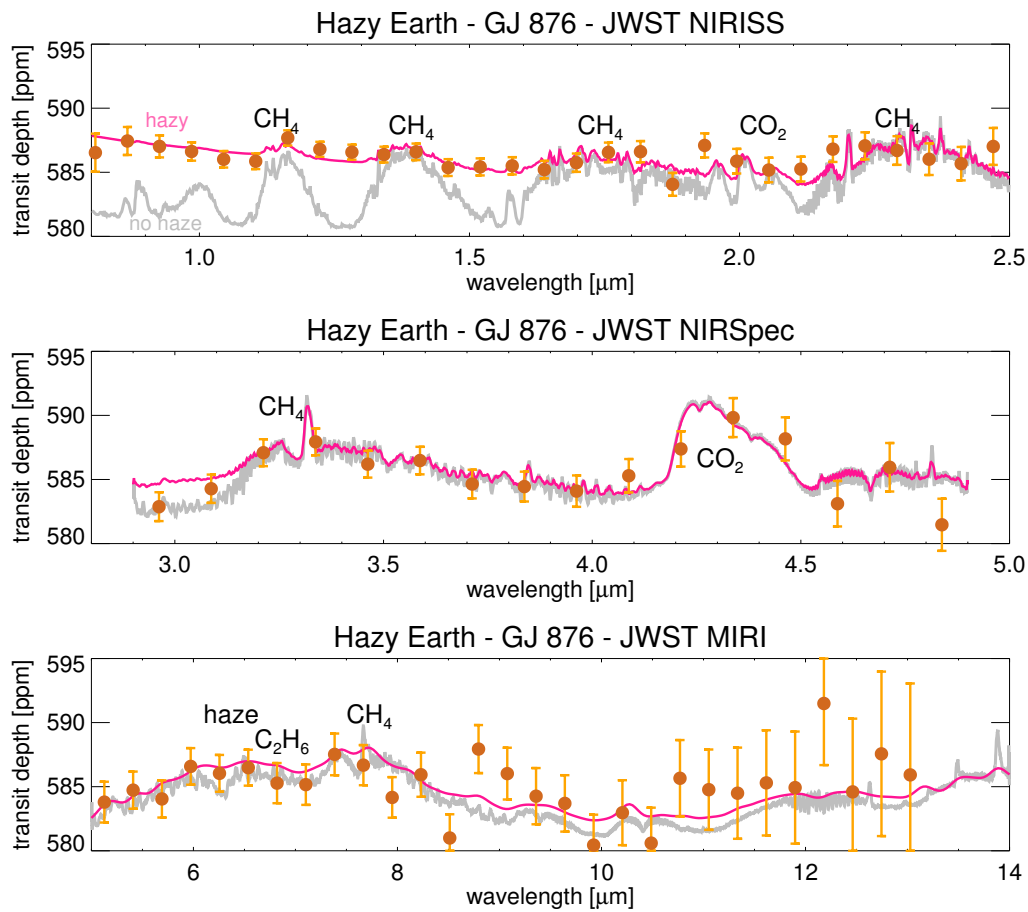 Hazy Earth - GJ 876 - JWST NIRISS
transit depth [ppm]
595
590
585
580
hazy
no haze
CH₄
CH₄
CH₄
CO₂
CH₄
1.0
1.5
2.0
2.5
wavelength [μm]
Hazy Earth - GJ 876 - JWST NIRSpec
transit depth [ppm]
595
590
585
580
CH₄
CO₂
3.0
3.5
4.0
4.5
5.0
wavelength [μm]
Hazy Earth - GJ 876 - JWST MIRI
transit depth [ppm]
595
590
585
580
haze
C₂H₆
CH₄
6
8
10
12
14
wavelength [μm]